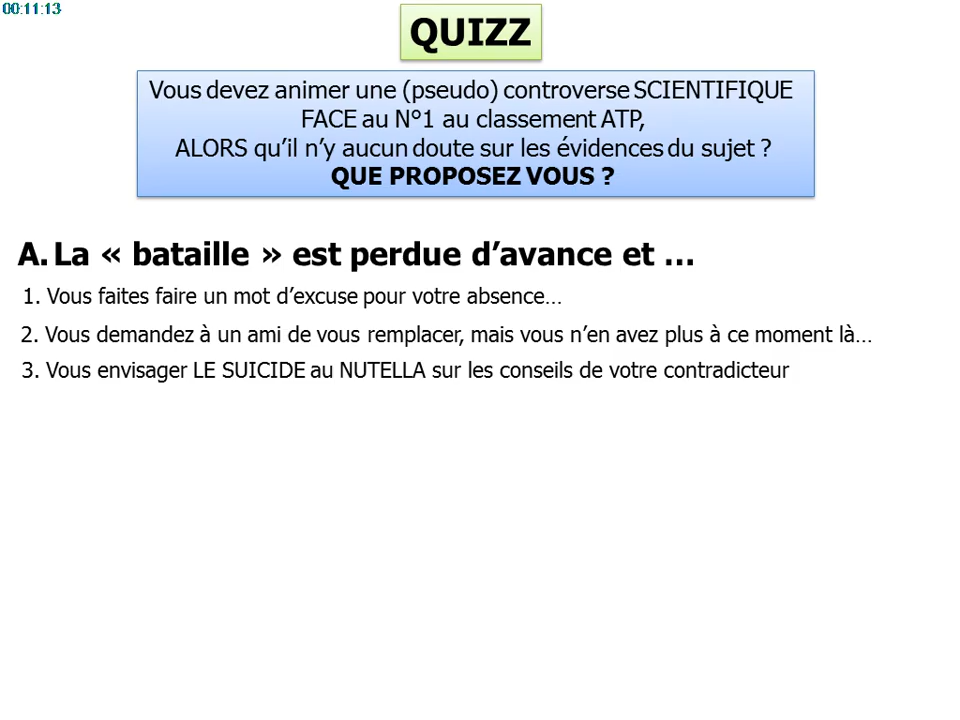 00:11:13
QUIZZ
Vous devez animer une (pseudo) controverse SCIENTIFIQUE
FACE au N°1 au classement ATP,
ALORS qu’il n’y aucun doute sur les évidences du sujet ?
QUE PROPOSEZ VOUS ?
A. La « bataille » est perdue d’avance et …
1. Vous faites faire un mot d’excuse pour votre absence…
2. Vous demandez à un ami de vous remplacer, mais vous n’en avez plus à ce moment là…
3. Vous envisager LE SUICIDE au NUTELLA sur les conseils de votre contradicteur